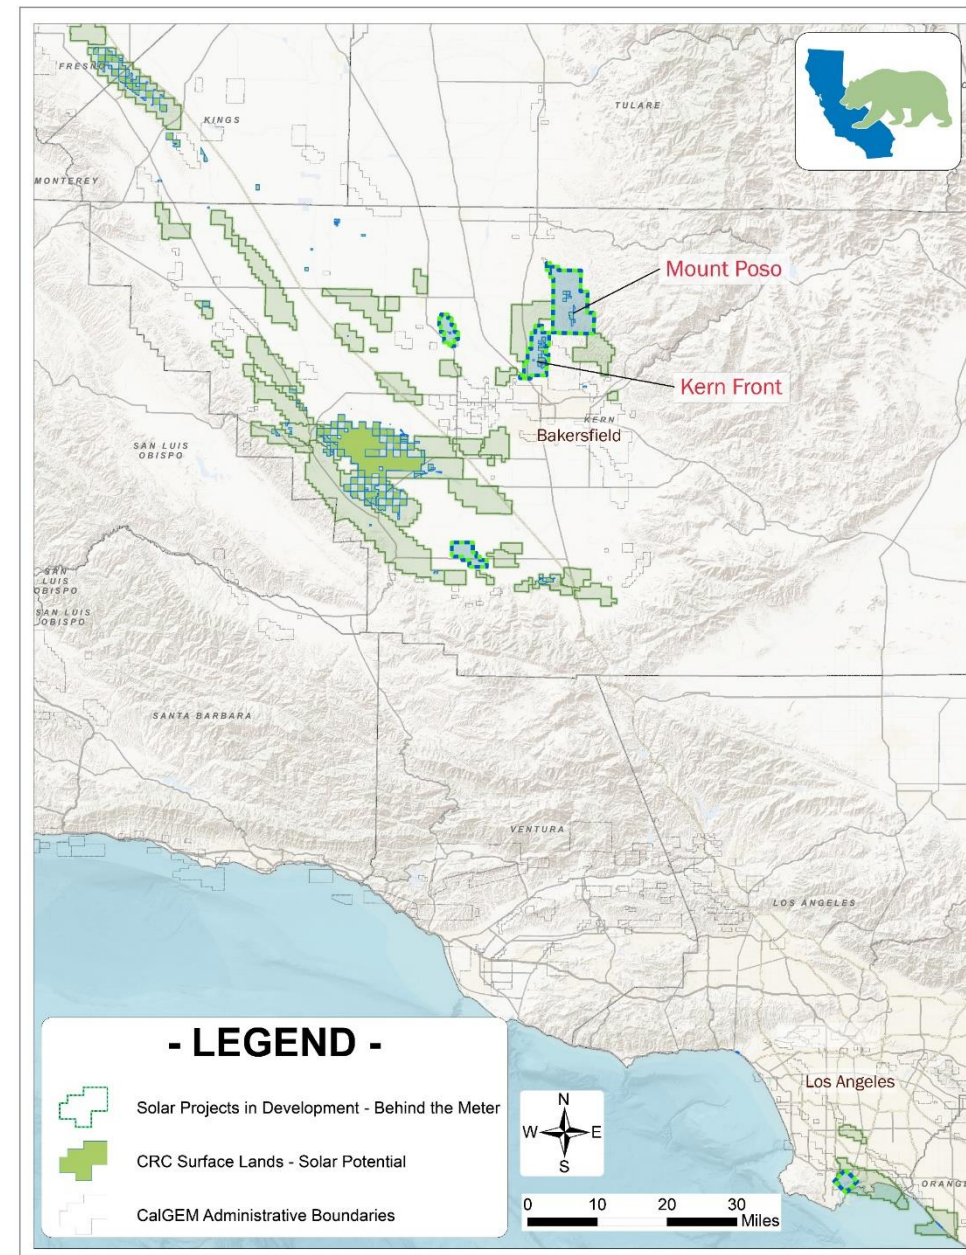 FRESNO
KINGS
TULARE
MONTEREY
Mount Poso
Kern Front
KERN
Bakersfield
SAN LUIS
OBISPO
SAN
LUIS
OBISPO
SAN LUIS
OBISPO
SANTA BARBARA
VENTURA
LOS ANGELES
Los Angeles
ORANGE
- LEGEND -
Solar Projects in Development - Behind the Meter
CRC Surface Lands - Solar Potential
CalGEM Administrative Boundaries
N
W E
S
0 10 20 30
Miles